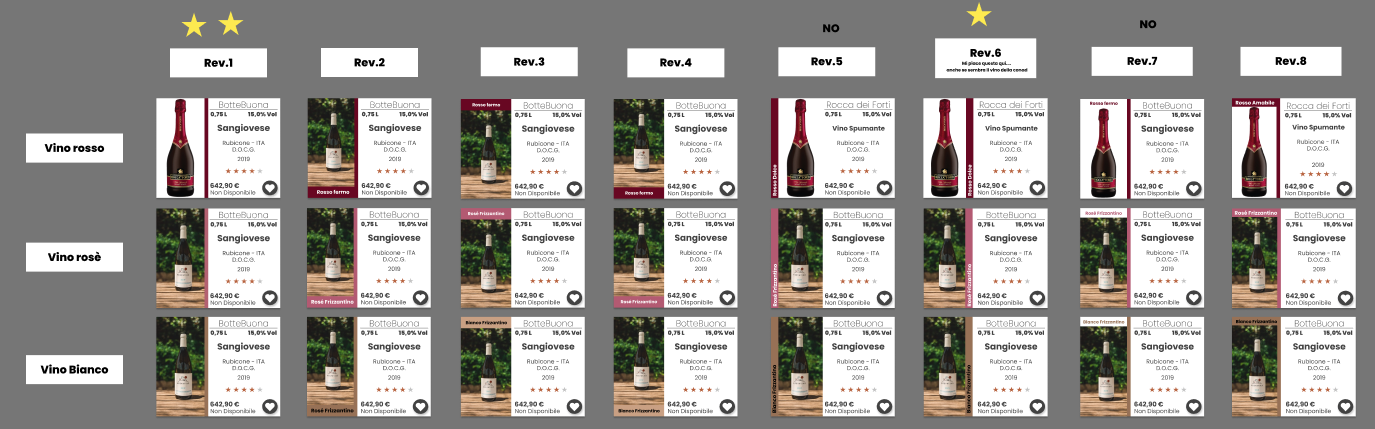 NO
NO
Rev.1
Rev.2
Rev.3
Rev.4
Rev.5
Rev.6
Mi piace questa qui...
anche se sembra il vino della conad
Rev.7
Rev.8
Vino rosso
BotteBuona
0,75 L 15,0% Vol
Sangiovese
Rubicone - ITA
D.O.C.G.
2019
642,90 €
Non Disponibile
BotteBuona
0,75 L 15,0% Vol
Sangiovese
Rubicone - ITA
D.O.C.G.
2019
Rosso fermo
642,90 €
Non Disponibile
Rosso fermo
BotteBuona
0,75 L 15,0% Vol
Sangiovese
Rubicone - ITA
D.O.C.G.
2019
642,90 €
Non Disponibile
BotteBuona
0,75 L 15,0% Vol
Sangiovese
Rubicone - ITA
D.O.C.G.
2019
Rosso fermo
642,90 €
Non Disponibile
Rosso Dolce
Rocca dei Forti
0,75 L 15,0% Vol
Vino Spumante
Rubicone - ITA
D.O.C.G.
2019
642,90 €
Non Disponibile
Rosso Dolce
Rocca dei Forti
0,75 L 15,0% Vol
Vino Spumante
Rubicone - ITA
D.O.C.G.
2019
642,90 €
Non Disponibile
Rosso fermo
BotteBuona
0,75 L 15,0% Vol
Sangiovese
Rubicone - ITA
D.O.C.G.
2019
642,90 €
Non Disponibile
Rosso Amabile
Rocca dei Forti
0,75 L 15,0% Vol
Vino Spumante
Rubicone - ITA
D.O.C.G.
2019
642,90 €
Non Disponibile
Vino rosè
BotteBuona
0,75 L 15,0% Vol
Sangiovese
Rubicone - ITA
D.O.C.G.
2019
642,90 €
Non Disponibile
BotteBuona
0,75 L 15,0% Vol
Sangiovese
Rubicone - ITA
D.O.C.G.
2019
Rosé Frizzantino
642,90 €
Non Disponibile
Rosé Frizzantino
BotteBuona
0,75 L 15,0% Vol
Sangiovese
Rubicone - ITA
D.O.C.G.
2019
642,90 €
Non Disponibile
BotteBuona
0,75 L 15,0% Vol
Sangiovese
Rubicone - ITA
D.O.C.G.
2019
Rosé Frizzantino
642,90 €
Non Disponibile
Rosé Frizzantino
BotteBuona
0,75 L 15,0% Vol
Sangiovese
Rubicone - ITA
D.O.C.G.
2019
642,90 €
Non Disponibile
Rosé Frizzantino
BotteBuona
0,75 L 15,0% Vol
Sangiovese
Rubicone - ITA
D.O.C.G.
2019
642,90 €
Non Disponibile
Rosé Frizzantino
BotteBuona
0,75 L 15,0% Vol
Sangiovese
Rubicone - ITA
D.O.C.G.
2019
642,90 €
Non Disponibile
Rosé Frizzantino
BotteBuona
0,75 L 15,0% Vol
Sangiovese
Rubicone - ITA
D.O.C.G.
2019
642,90 €
Non Disponibile
Vino Bianco
BotteBuona
0,75 L 15,0% Vol
Sangiovese
Rubicone - ITA
D.O.C.G.
2019
642,90 €
Non Disponibile
BotteBuona
0,75 L 15,0% Vol
Sangiovese
Rubicone - ITA
D.O.C.G.
2019
Rosé Frizzantino
642,90 €
Non Disponibile
Bianco Frizzantino
BotteBuona
0,75 L 15,0% Vol
Sangiovese
Rubicone - ITA
D.O.C.G.
2019
642,90 €
Non Disponibile
BotteBuona
0,75 L 15,0% Vol
Sangiovese
Rubicone - ITA
D.O.C.G.
2019
Bianco Frizzantino
642,90 €
Non Disponibile
Bianco Frizzantino
BotteBuona
0,75 L 15,0% Vol
Sangiovese
Rubicone - ITA
D.O.C.G.
2019
642,90 €
Non Disponibile
Bianco Frizzantino
BotteBuona
0,75 L 15,0% Vol
Sangiovese
Rubicone - ITA
D.O.C.G.
2019
642,90 €
Non Disponibile
Bianco Frizzantino
BotteBuona
0,75 L 15,0% Vol
Sangiovese
Rubicone - ITA
D.O.C.G.
2019
642,90 €
Non Disponibile
Bianco Frizzantino
BotteBuona
0,75 L 15,0% Vol
Sangiovese
Rubicone - ITA
D.O.C.G.
2019
642,90 €
Non Disponibile